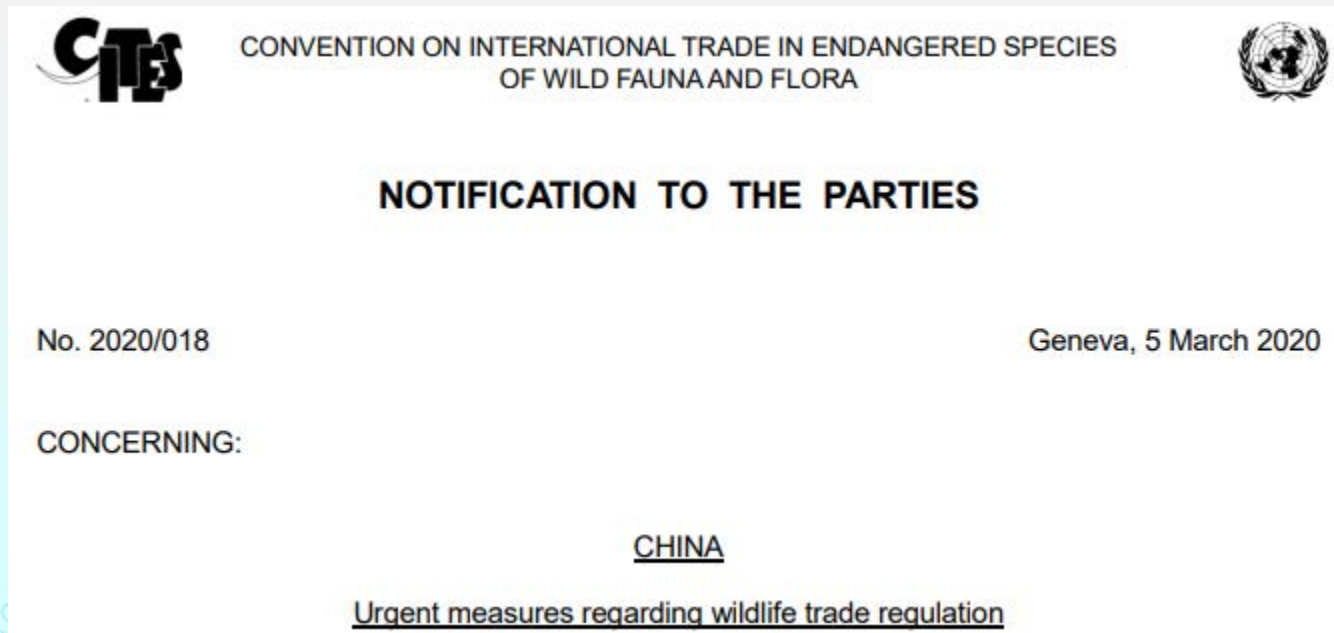 CITES
CONVENTION ON INTERNATIONAL TRADE IN ENDANGERED SPECIES
OF WILD FAUNA AND FLORA
NOTIFICATION TO THE PARTIES
No. 2020/018
Geneva, 5 March 2020
CONCERNING:
CHINA
Urgent measures regarding wildlife trade regulation